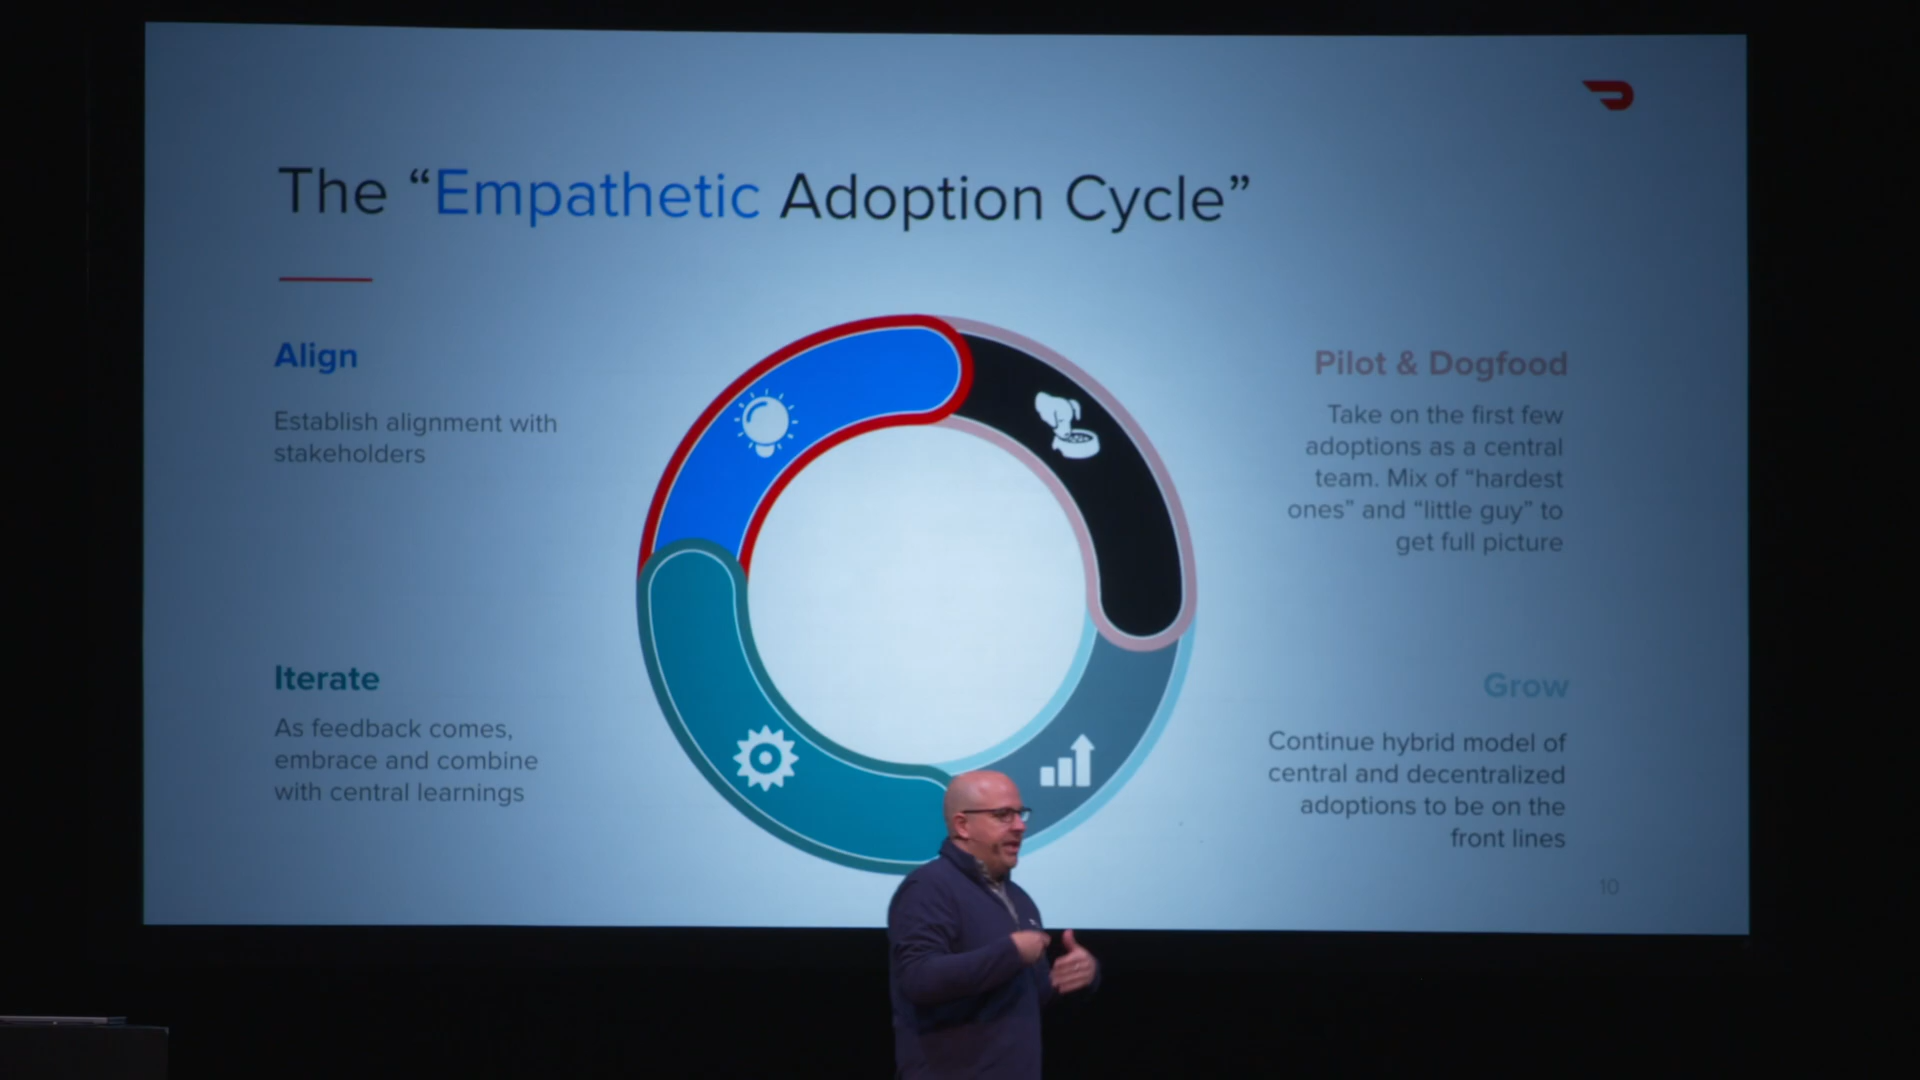 The “Empathetic Adoption Cycle”
Align
Establish alignment with
stakeholders
Pilot & Dogfood
Take on the first few
adoptions as a central
team. Mix of “hardest
ones” and “little guy” to
get full picture
Iterate
As feedback comes,
embrace and combine
with central learnings
Grow
Continue hybrid model of
central and decentralized
adoptions to be on the
front lines
10